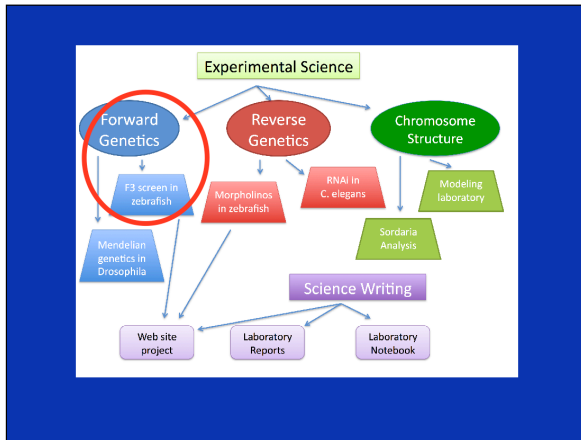 Experimental Science
Forward
Genetics
Reverse
Genetics
Chromosome
Structure
F3 screen in
zebrafish
Morpholinos
in zebrafish
RNAi in
C. elegans
Modeling
laboratory
Mendelian
genetics in
Drosophila
Sordaria
Analysis
Science Writing
Web site
project
Laboratory
Reports
Laboratory
Notebook